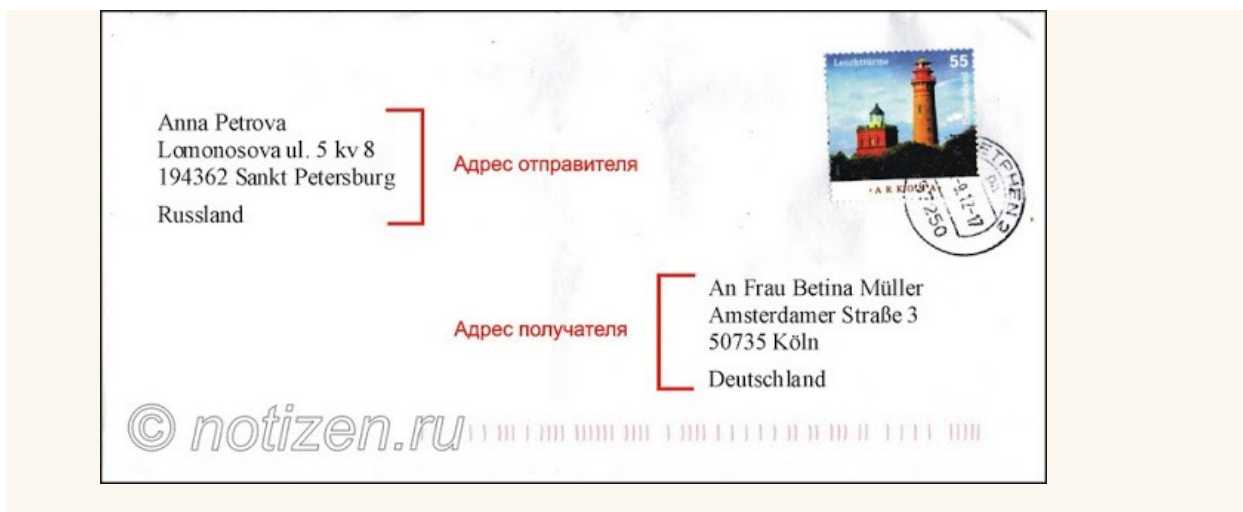 Leuchttürme 55
Anna Petrova
Lomonosova ul. 5 kv 8
194362 Sankt Petersburg
Russland
Адрес отправителя
·ARKONA·
An Frau Betina Müller
Amsterdamer Straße 3
50735 Köln
Deutschland
Адрес получателя
© notizen.ru